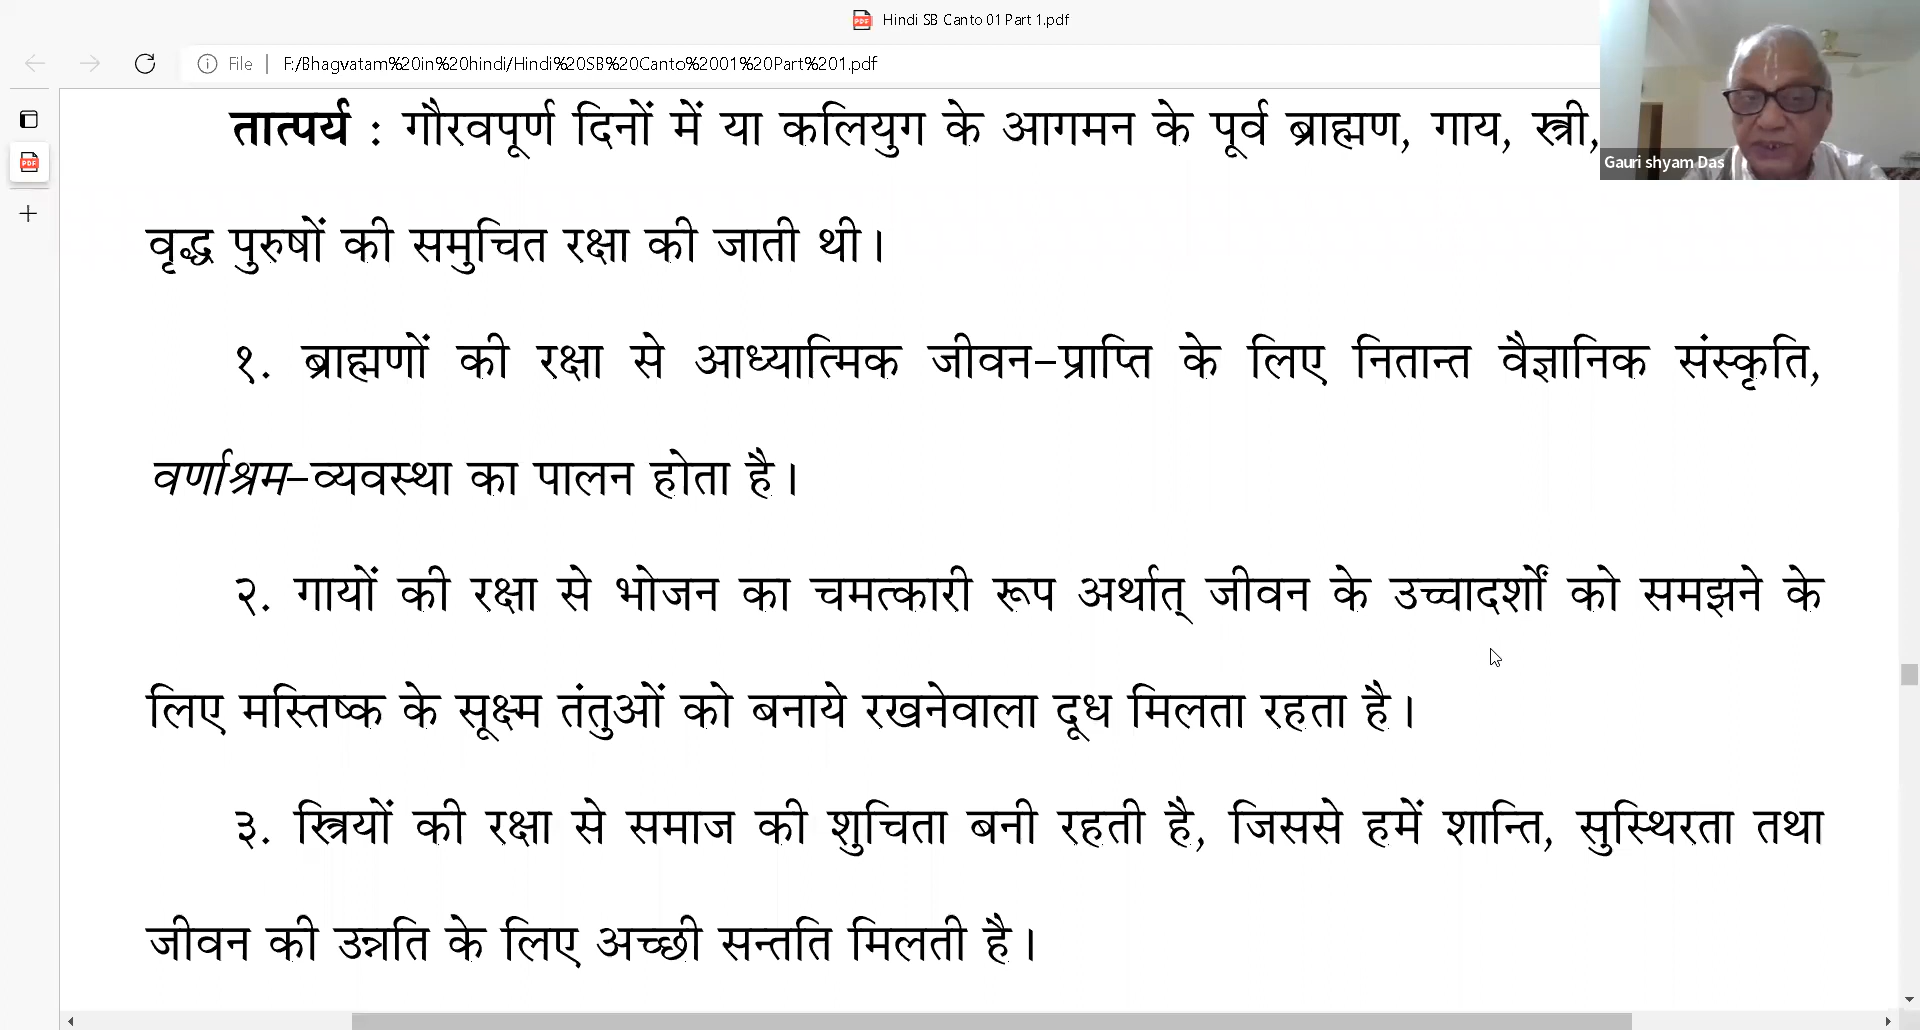 Hindi SB Canto 01 Part 1.pdf
File | F:/Bhagvatam%20in%20hindi/Hindi%20SB%20Canto%2001%20Part%201.pdf
तात्पर्य : गौरवपूर्ण दिनों में या कलियुग के आगमन के पूर्व ब्राह्मण, गाय, स्त्री,
Gauri shyam Das
वृद्ध पुरुषों की समुचित रक्षा की जाती थी।
१. ब्राह्मणों की रक्षा से आध्यात्मिक जीवन-प्राप्ति के लिए नितान्त वैज्ञानिक संस्कृति,
वर्णाश्रम-व्यवस्था का पालन होता है।
२. गायों की रक्षा से भोजन का चमत्कारी रूप अर्थात् जीवन के उच्चादर्शों को समझने के
लिए मस्तिष्क के सूक्ष्म तंतुओं को बनाये रखनेवाला दूध मिलता रहता है।
३. स्त्रियों की रक्षा से समाज की शुचिता बनी रहती है, जिससे हमें शान्ति, सुस्थिरता तथा
जीवन की उन्नति के लिए अच्छी सन्तति मिलती है।